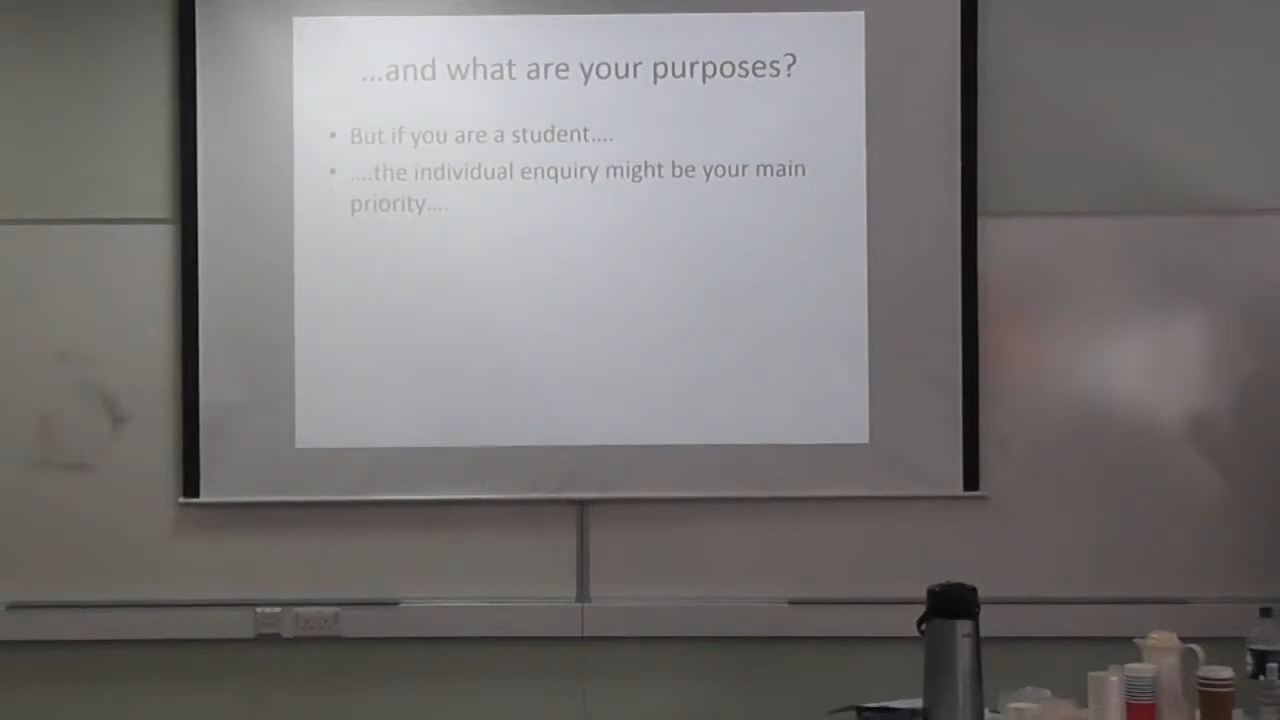 ...and what are your purposes?
• But if you are a student....
• ....the individual enquiry might be your main
priority....